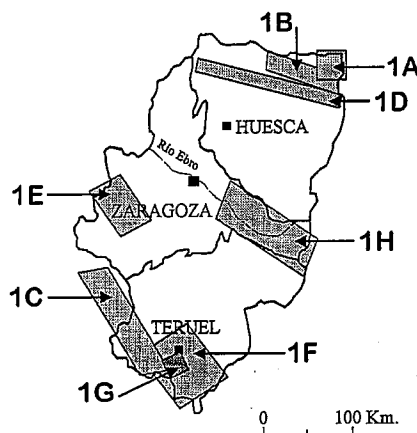 1B
1A
1D
HUESCA
Río Ebro
1E
ZARAGOZA
1H
1C
TERUEL
1F
1G
0 100 Km.